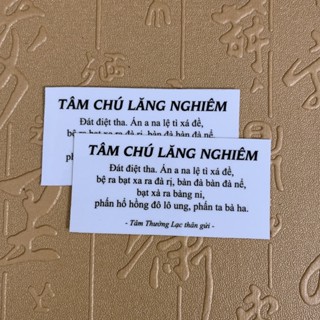 TÂM CHÚ LĂNG NGHIÊM
Đát điệt tha. Án a na lệ tì xá đề,
bệ ra bạt xa ra đà rị, bàn đà bàn đà nể,
TÂM CHÚ LĂNG NGHIÊM
Đát điệt tha. Án a na lệ tì xá đề,
bệ ra bạt xa ra đà rị, bàn đà bàn đà nể,
bạt xà ra bàng ni,
phấn hổ hồng đô lô ung, phấn ta bà ha.
- Tâm Thường Lạc thân gửi -